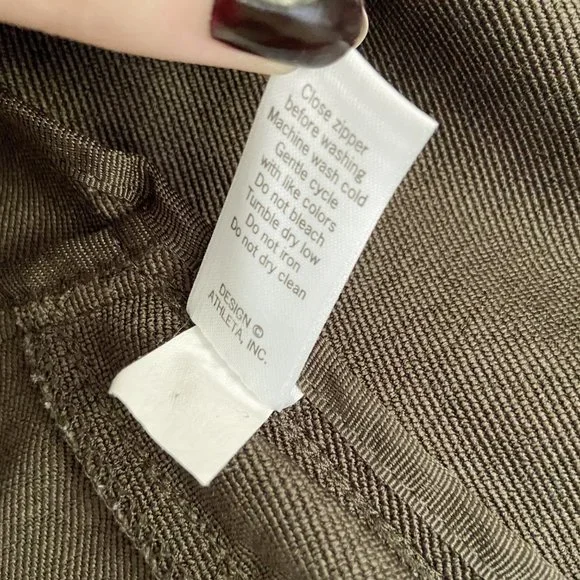 Close zipper
before washing
Machine wash cold
Gentle cycle
with like colors
Do not bleach
Tumble dry low
Do not iron
Do not dry clean
DESIGN ©
ATHLETA, INC.